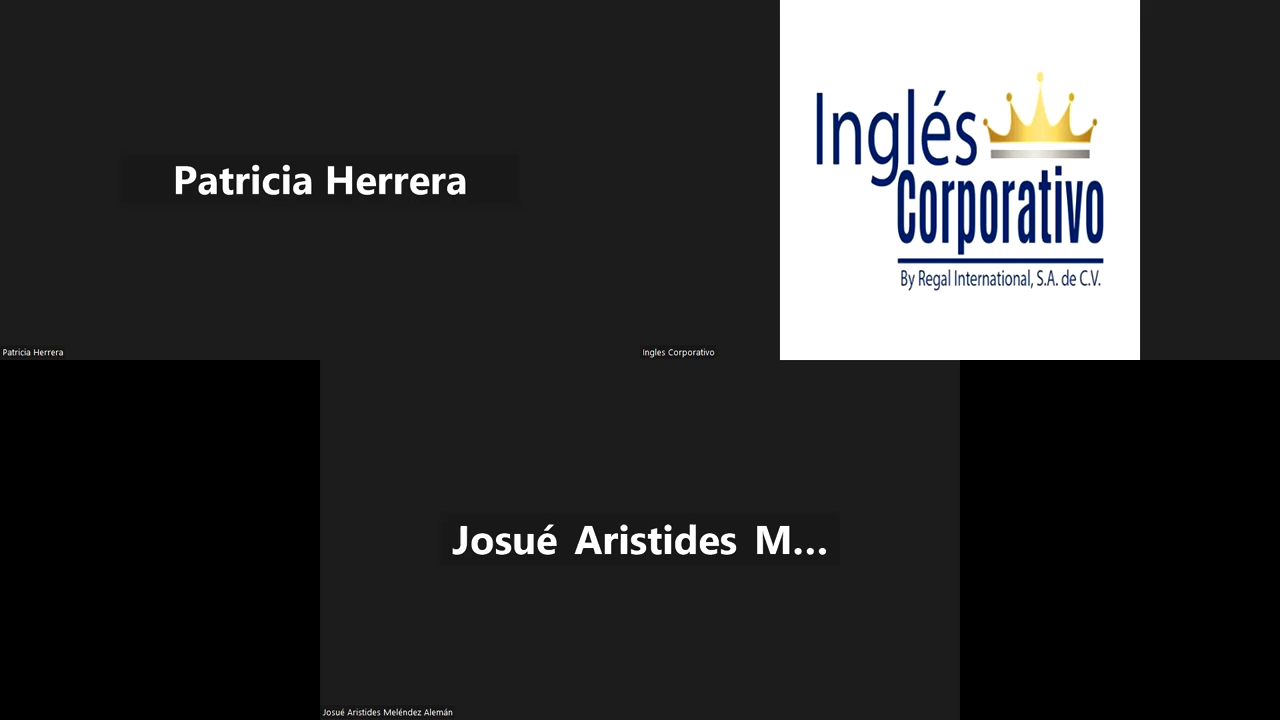 Patricia Herrera
Inglés
Corporativo
By Regal International, S.A. de C.V.
Patricia Herrera
Ingles Corporativo
Josué Aristides M...
Josué Aristides Meléndez Alemán